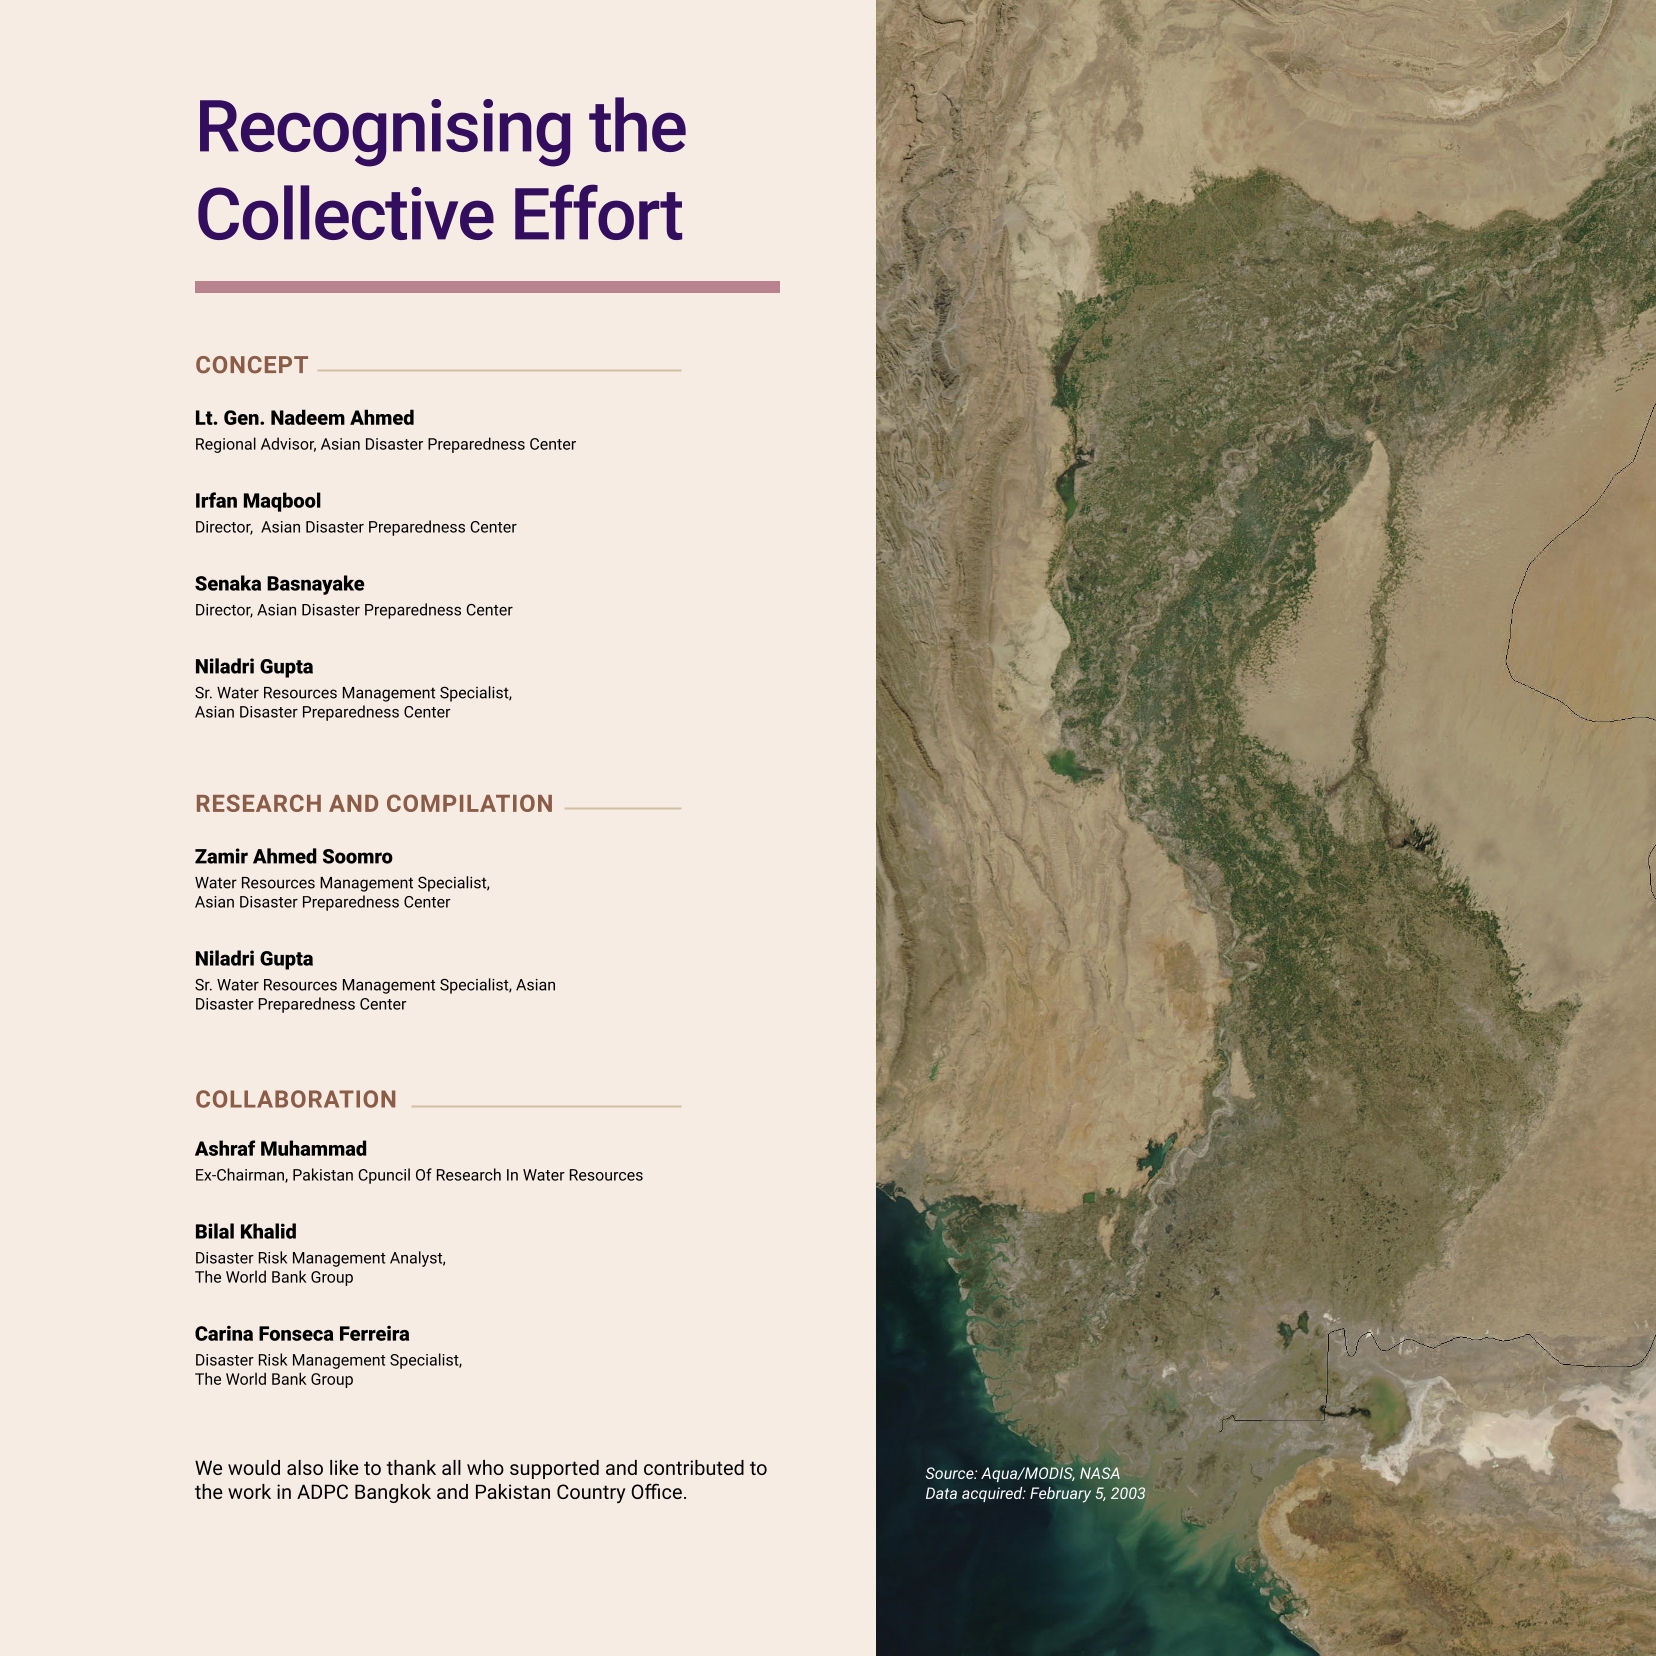 Recognising the
Collective Effort
CONCEPT
Lt. Gen. Nadeem Ahmed
Regional Advisor, Asian Disaster Preparedness Center
Irfan Maqbool
Director,  Asian Disaster Preparedness Center
Senaka Basnayake
Director, Asian Disaster Preparedness Center
Niladri Gupta
Sr. Water Resources Management Specialist,
Asian Disaster Preparedness Center
RESEARCH AND COMPILATION
Zamir Ahmed Soomro
Water Resources Management Specialist,
Asian Disaster Preparedness Center
Niladri Gupta
Sr. Water Resources Management Specialist, Asian
Disaster Preparedness Center
COLLABORATION
Ashraf Muhammad
Ex-Chairman, Pakistan Cpuncil Of Research In Water Resources
Bilal Khalid
Disaster Risk Management Analyst,
The World Bank Group
Carina Fonseca Ferreira
Disaster Risk Management Specialist,
The World Bank Group
We would also like to thank all who supported and contributed to
the work in ADPC Bangkok and Pakistan Country Office.
Source: Aqua/MODIS, NASA
Data acquired: February 5, 2003